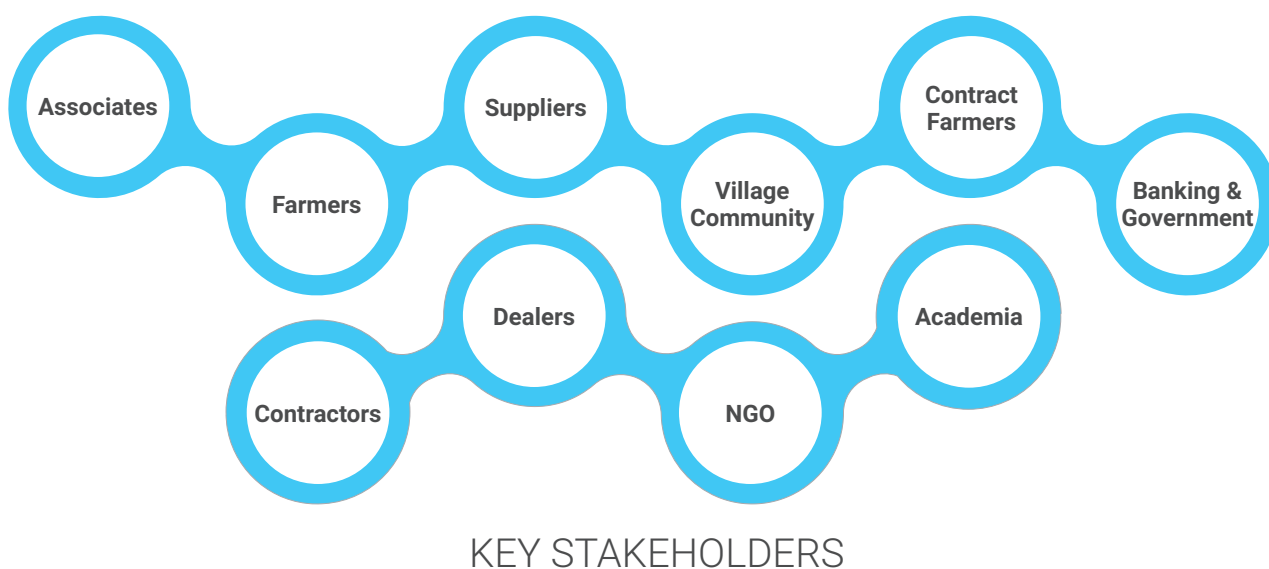 Associates
Farmers
Suppliers
Village
Community
Contract
Farmers
Banking &
Government
Contractors
Dealers
NGO
Academia
KEY STAKEHOLDERS